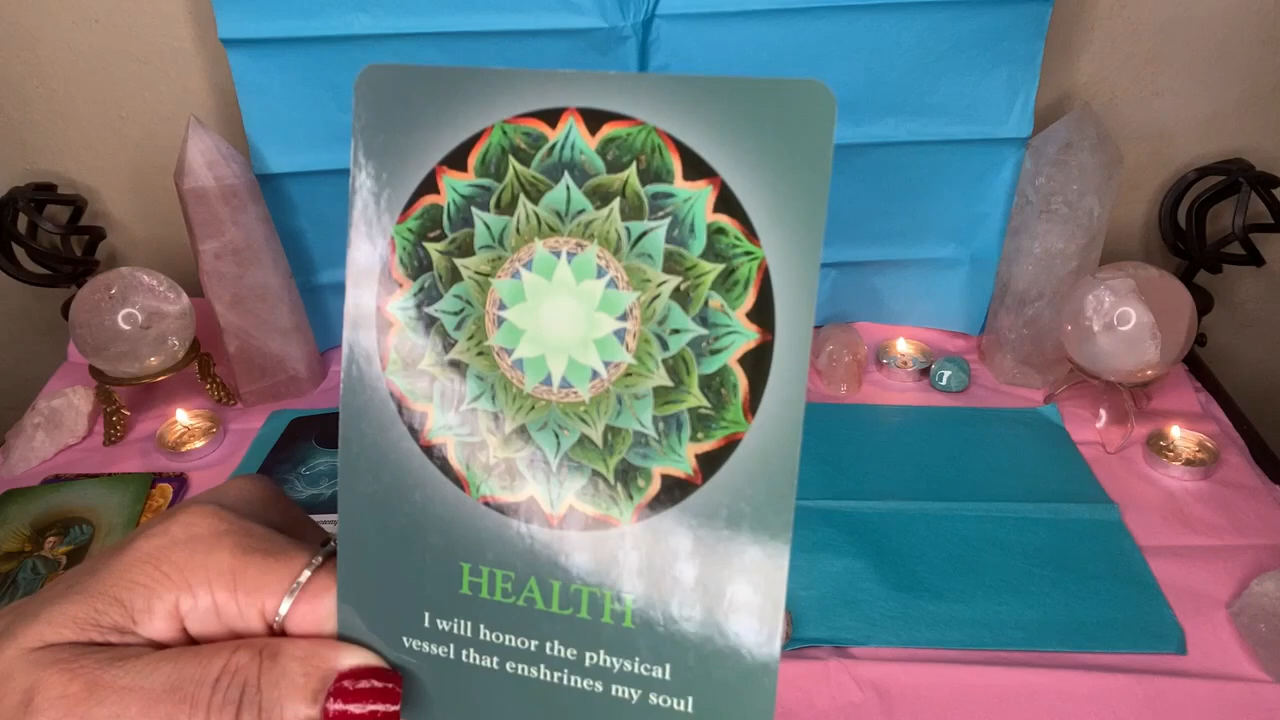 HEALTH
I will honor the physical
vessel that enshrines my soul